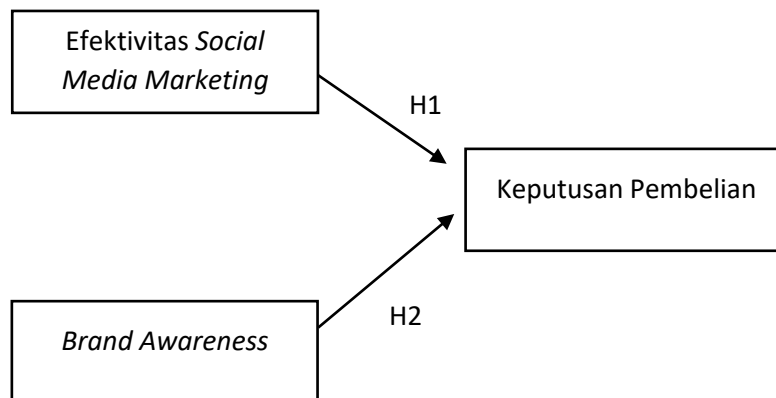 Efektivitas Social
Media Marketing
H1
Keputusan Pembelian
H2
Brand Awareness